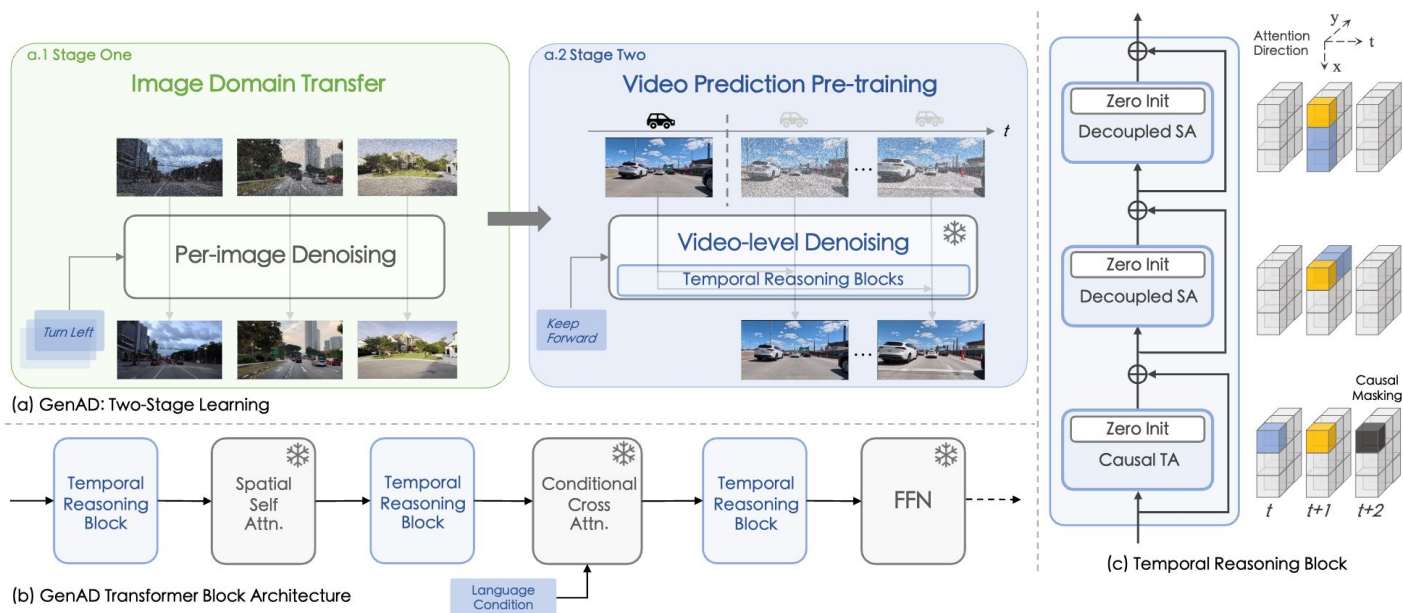 a.1 Stage One
Image Domain Transfer
Per-image Denoising
Turn Left
a.2 Stage Two
Video Prediction Pre-training
t
...
...
Video-level Denoising
Temporal Reasoning Blocks
Keep
Forward
...
(a) GenAD: Two-Stage Learning
Temporal
Reasoning
Block
Spatial
Self
Attn.
Temporal
Reasoning
Block
Conditional
Cross
Attn.
Temporal
Reasoning
Block
FFN
Language
Condition
(b) GenAD Transformer Block Architecture
Attention
Direction
y
t
x
Zero Init
Decoupled SA
Zero Init
Decoupled SA
Causal
Masking
Zero Init
Causal TA
t
t+1
t+2
(c) Temporal Reasoning Block